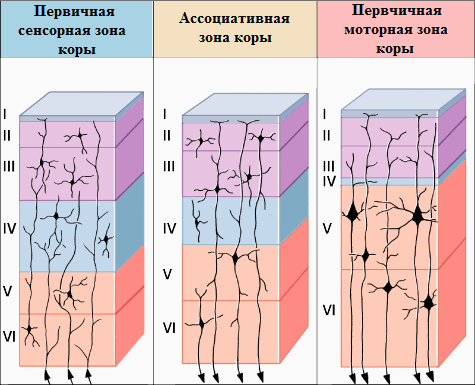 Первичная
сенсорная зона
коры
Ассоциативная
зона коры
Первчичная
моторная зона
коры
I
II
III
IV
V
VI
I
II
III
IV
V
VI
I
II
III
IV
V
VI